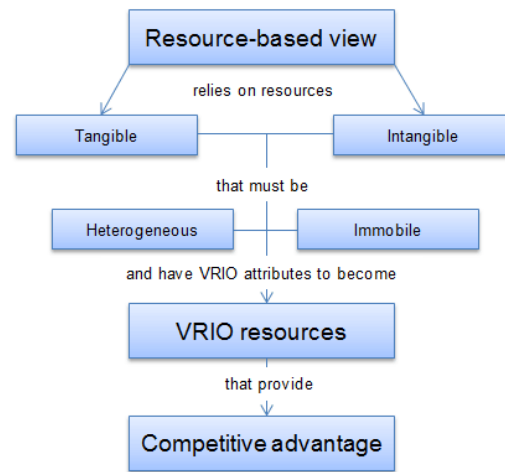 Resource-based view
relies on resources
Tangible
Intangible
that must be
Heterogeneous
Immobile
and have VRIO attributes to become
VRIO resources
that provide
Competitive advantage